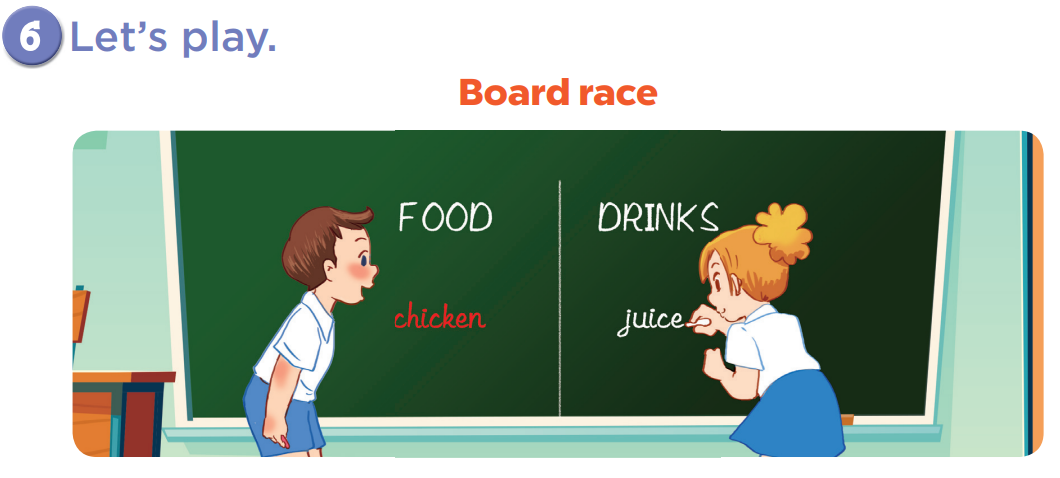 6 Let's play.
Board race
FOOD DRINKS
chicken juice